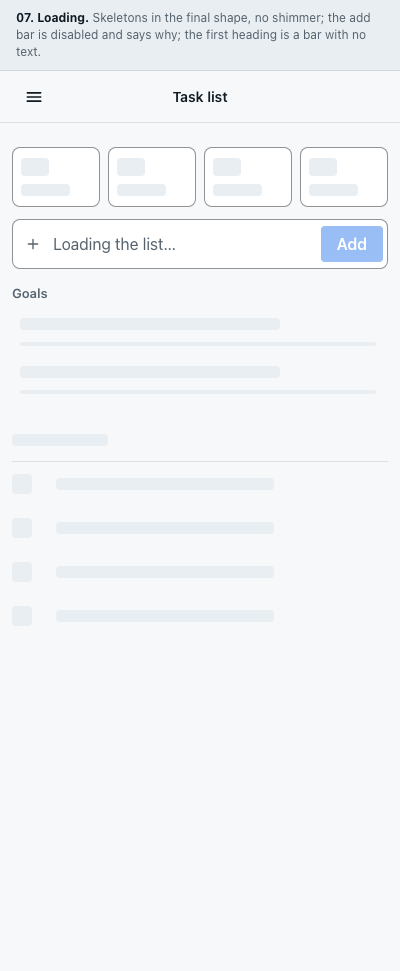 07. Loading. Skeletons in the final shape, no shimmer; the add
bar is disabled and says why; the first heading is a bar with no
text.
Task list
Loading the list...
Add
Goals